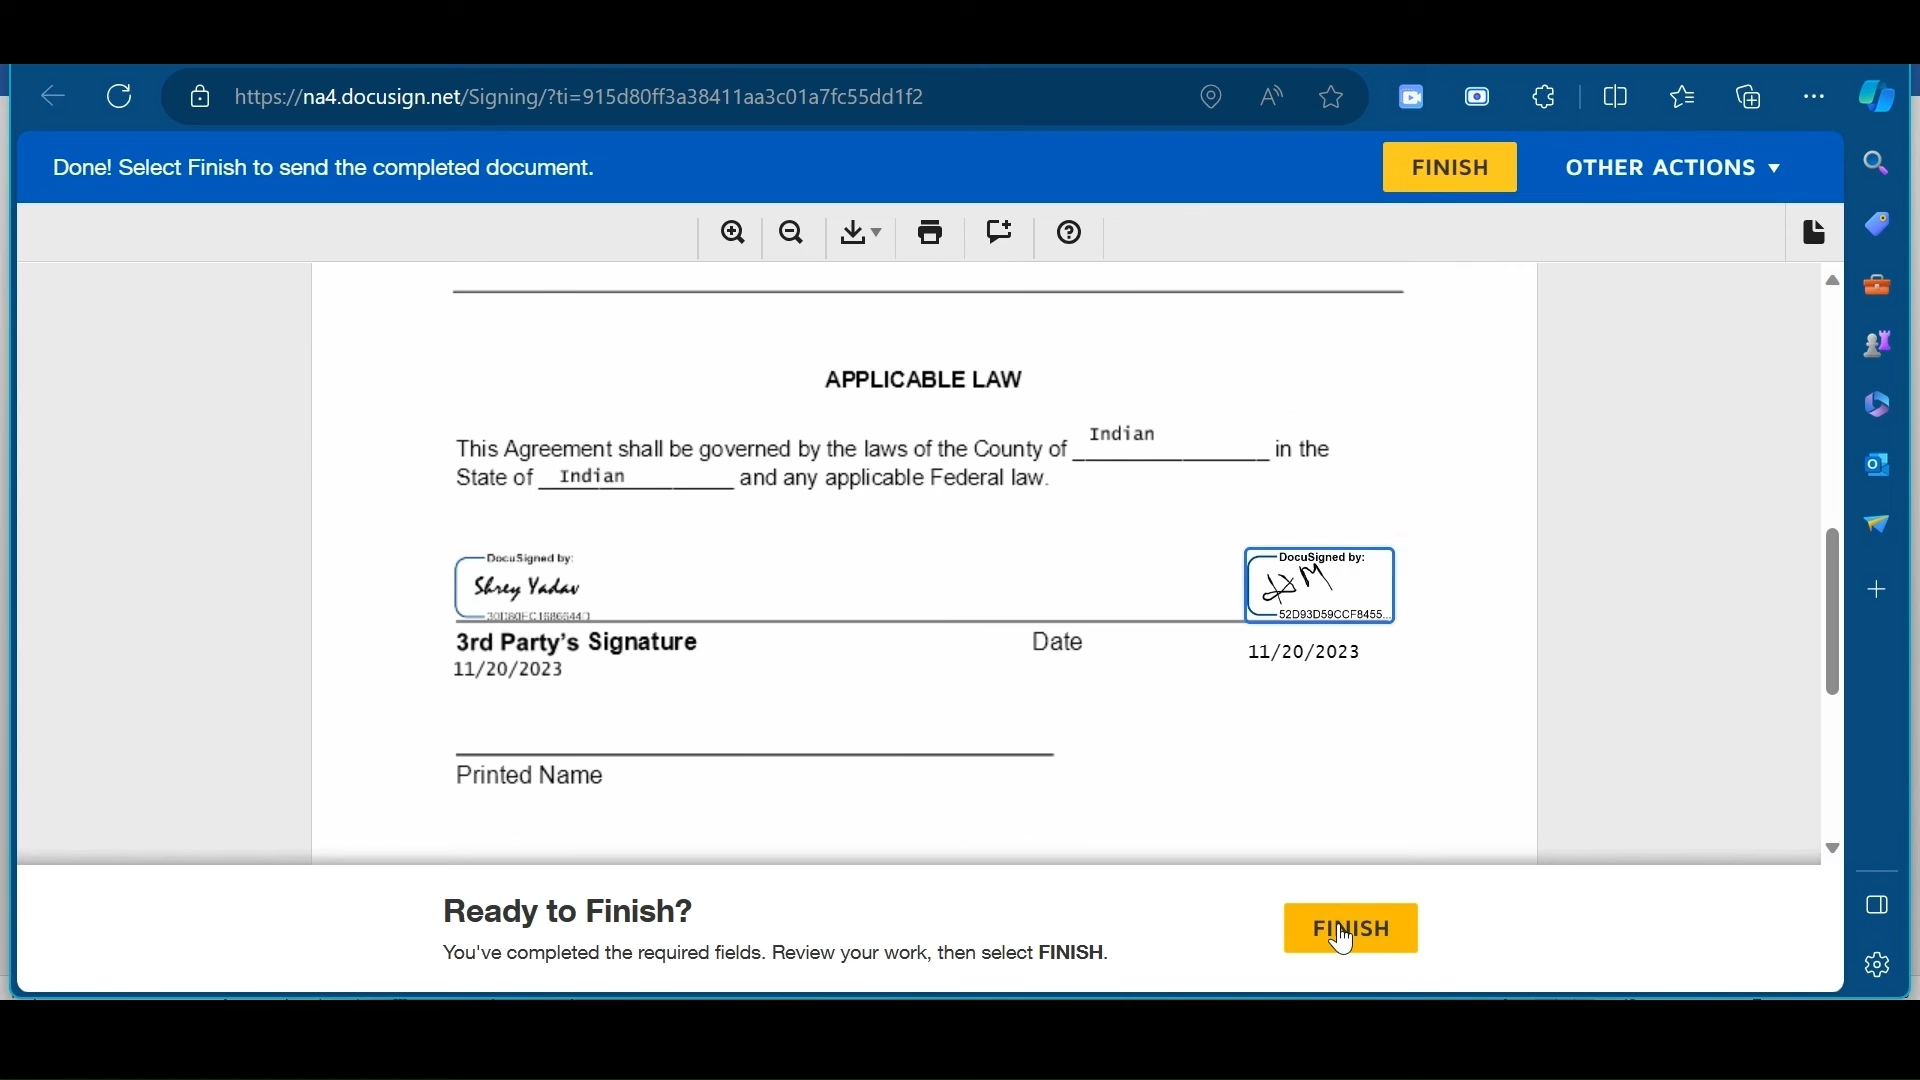 https://na4.docusign.net/Signing/?ti=915d80ff3a38411aa3c01a7fc55dd1f2
Done! Select Finish to send the completed document.
FINISH
OTHER ACTIONS
APPLICABLE LAW
This Agreement shall be governed by the laws of the County of Indian in the
State of Indian and any applicable Federal law.
DocuSigned by:
Shrey Yadav
DocuSigned by:
52D93D59CCF8455...
3rd Party's Signature
Date
11/20/2023
11/20/2023
Printed Name
Ready to Finish?
You've completed the required fields. Review your work, then select FINISH.
FINISH